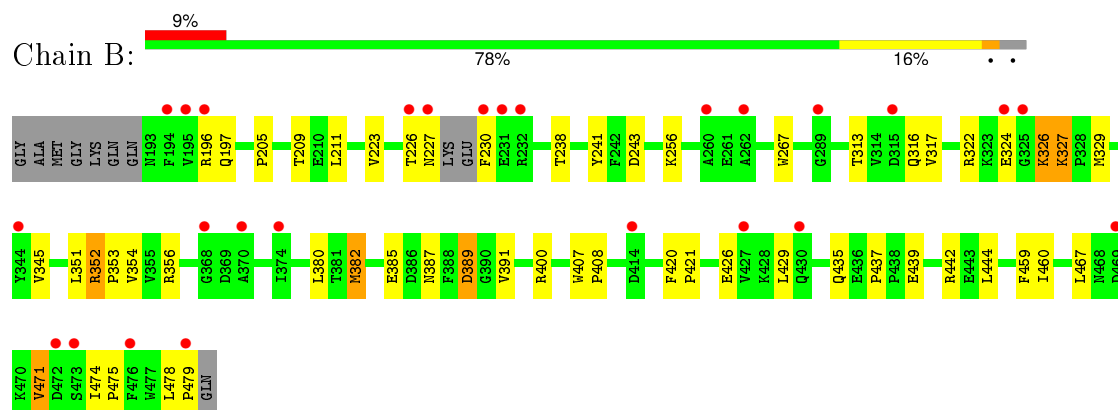 9%
Chain B:
78%
16%
• •
GLY ALA MET GLY LYS GLN GLN N193 F194 V195 R196 Q197 P205 T209 E210 L211 V223 T226 N227 LYS GLU F230 E231 R232 T238 Y241 F242 D243 K256 A260 E261 A262 W267 G289 T313 V314 D315 Q316 V317 R322 K323 E324 G325 K326 K327 P328 M329
Y344 V345 L351 R352 P353 V354 V355 R356 G368 D369 A370 I374 L380 T381 M382 E385 D386 N387 F388 D389 G390 V391 R400 W407 P408 D414 F420 P421 E426 V427 K428 L429 Q430 Q435 E436 P437 P438 E439 R442 E443 L444 F459 I460 L467 N468 D469
K470 V471 D472 S473 I474 P475 F476 W477 L478 P479 GLN